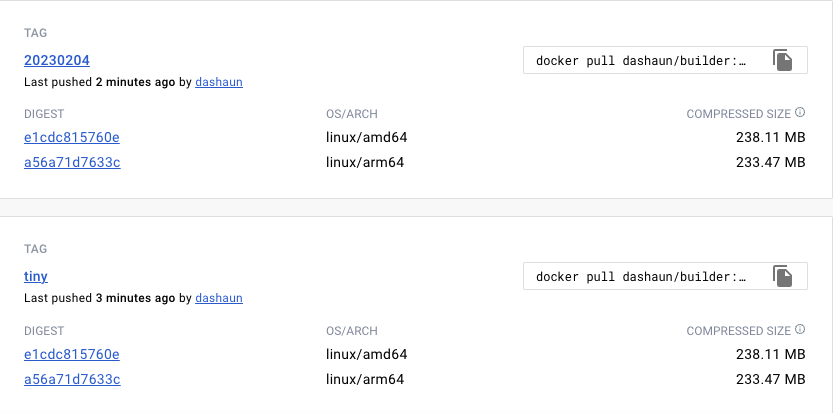 TAG
20230204
docker pull dashaun/builder:…
Last pushed 2 minutes ago by dashaun
DIGEST OS/ARCH COMPRESSED SIZE
e1cdc815760e linux/amd64 238.11 MB
a56a71d7633c linux/arm64 233.47 MB
TAG
tiny
docker pull dashaun/builder:…
Last pushed 3 minutes ago by dashaun
DIGEST OS/ARCH COMPRESSED SIZE
e1cdc815760e linux/amd64 238.11 MB
a56a71d7633c linux/arm64 233.47 MB